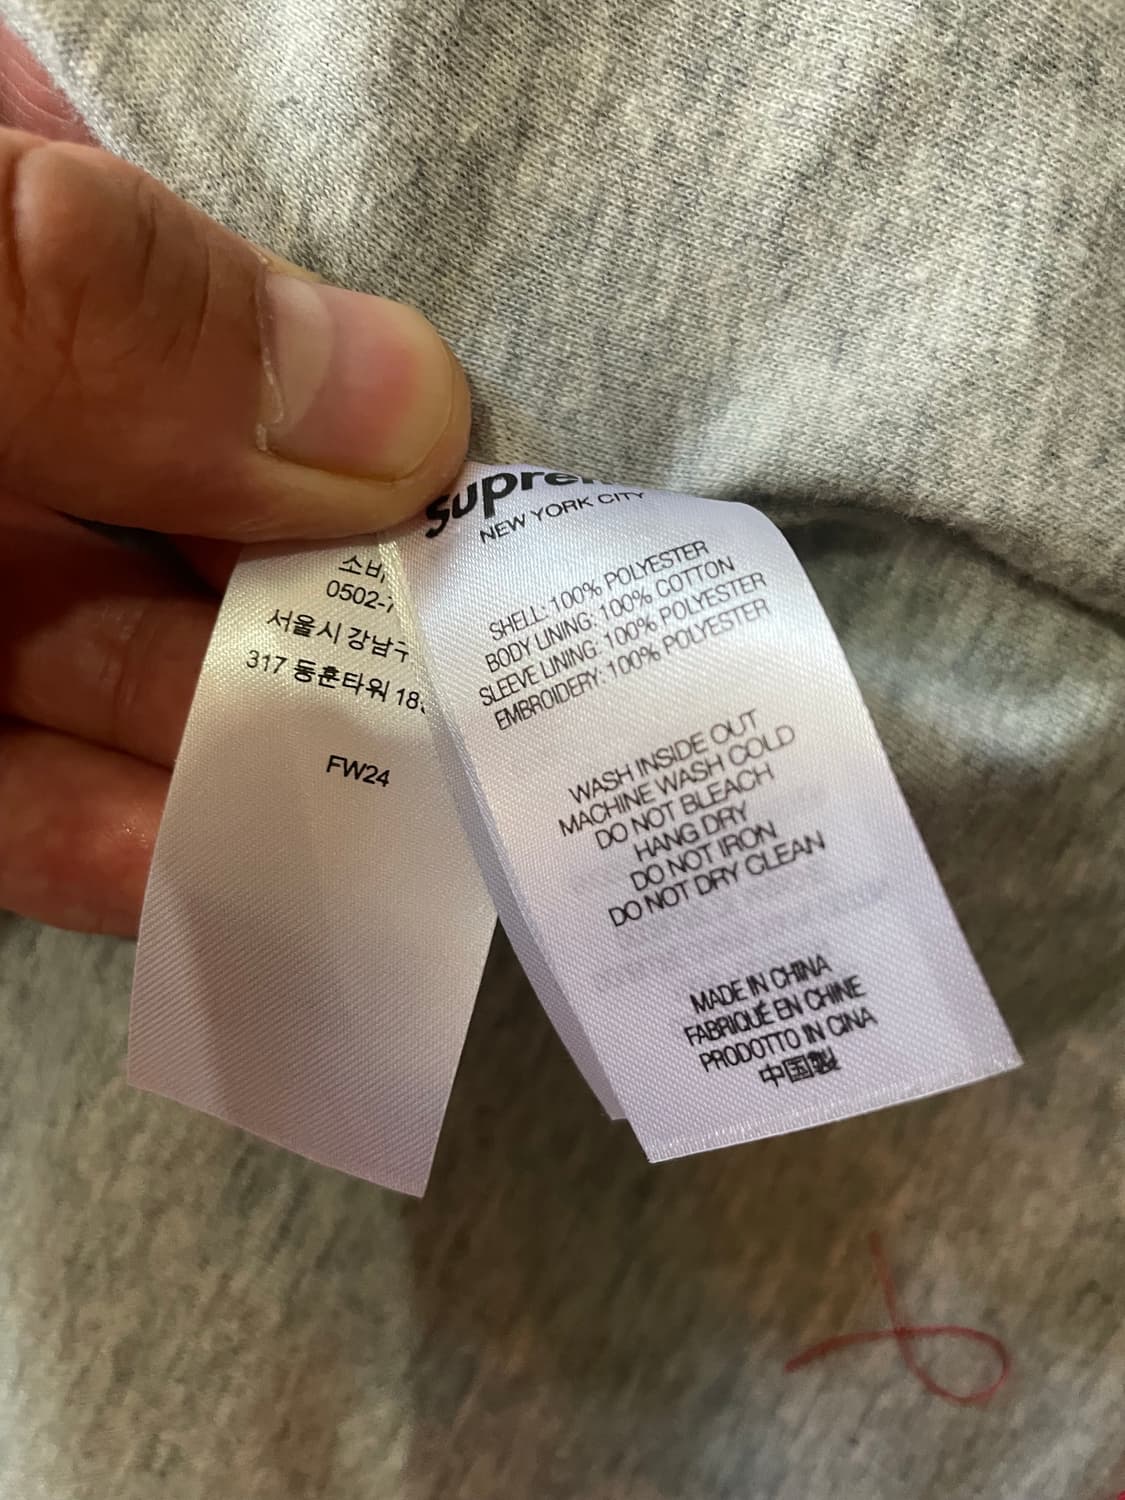 소비
0502-7
서울시 강남구
317 동훈타워 18
FW24
Supreme
NEW YORK CITY
SHELL: 100% POLYESTER
BODY LINING: 100% COTTON
SLEEVE LINING: 100% POLYESTER
EMBROIDERY: 100% POLYESTER
WASH INSIDE OUT
MACHINE WASH COLD
DO NOT BLEACH
HANG DRY
DO NOT IRON
DO NOT DRY CLEAN
MADE IN CHINA
FABRIQUÉ EN CHINE
PRODOTTO IN CINA
中国製